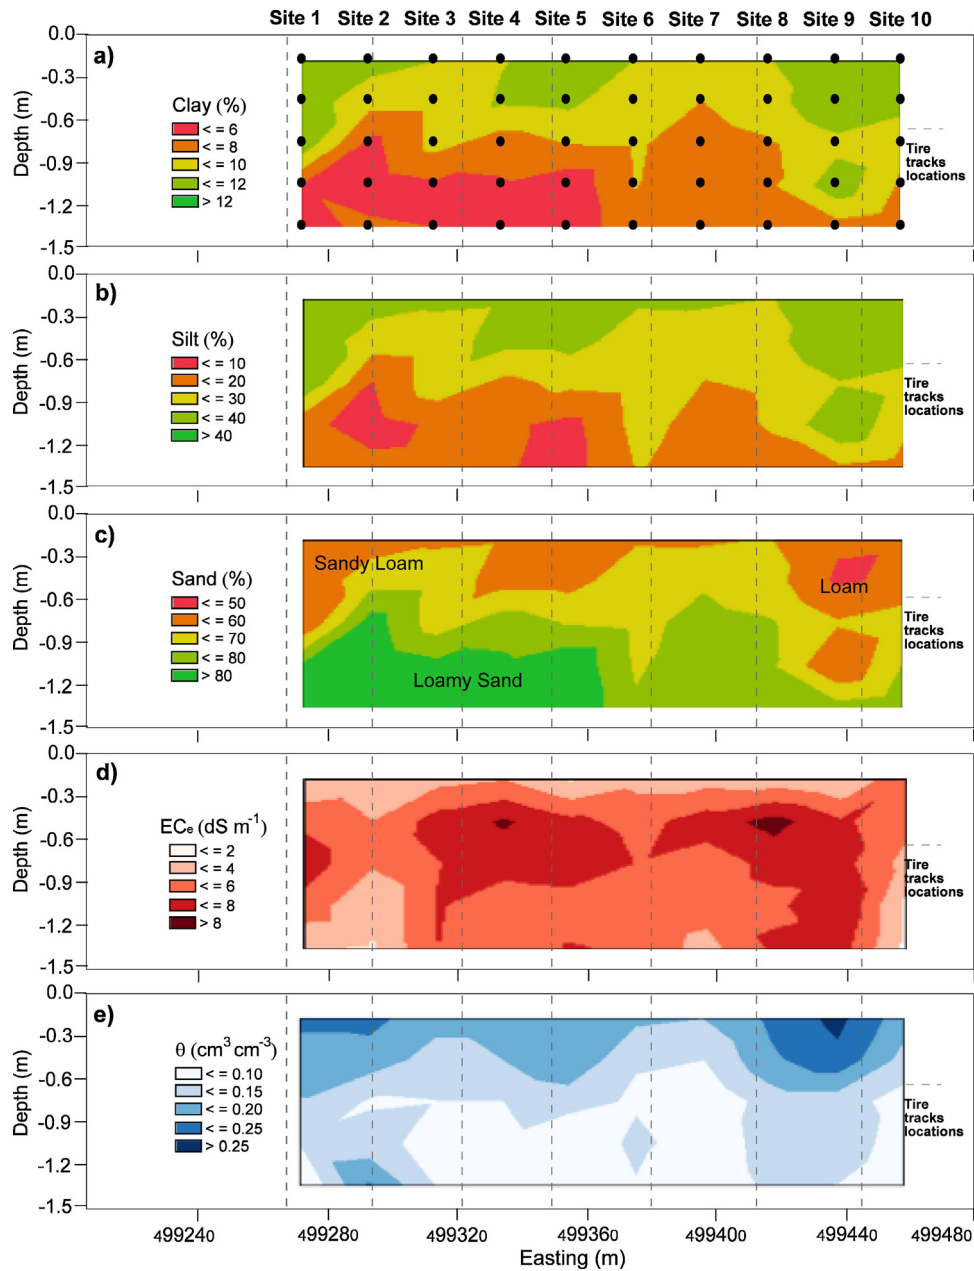 Site 1 Site 2 Site 3 Site 4 Site 5 Site 6 Site 7 Site 8 Site 9 Site 10
a)
Depth (m)
0.0
-0.3
-0.6
-0.9
-1.2
-1.5
Clay (%)
< = 6
< = 8
< = 10
< = 12
> 12
Tire
tracks
locations
b)
Depth (m)
0.0
-0.3
-0.6
-0.9
-1.2
-1.5
Silt (%)
< = 10
< = 20
< = 30
< = 40
> 40
Tire
tracks
locations
c)
Depth (m)
0.0
-0.3
-0.6
-0.9
-1.2
-1.5
Sand (%)
< = 50
< = 60
< = 70
< = 80
> 80
Sandy Loam
Loam
Loamy Sand
Tire
tracks
locations
d)
Depth (m)
0.0
-0.3
-0.6
-0.9
-1.2
-1.5
ECe (dS m⁻¹)
< = 2
< = 4
< = 6
< = 8
> 8
Tire
tracks
locations
e)
Depth (m)
0.0
-0.3
-0.6
-0.9
-1.2
-1.5
θ (cm³ cm⁻³)
< = 0.10
< = 0.15
< = 0.20
< = 0.25
> 0.25
Tire
tracks
locations
499240 499280 499320 499360 499400 499440 499480
Easting (m)